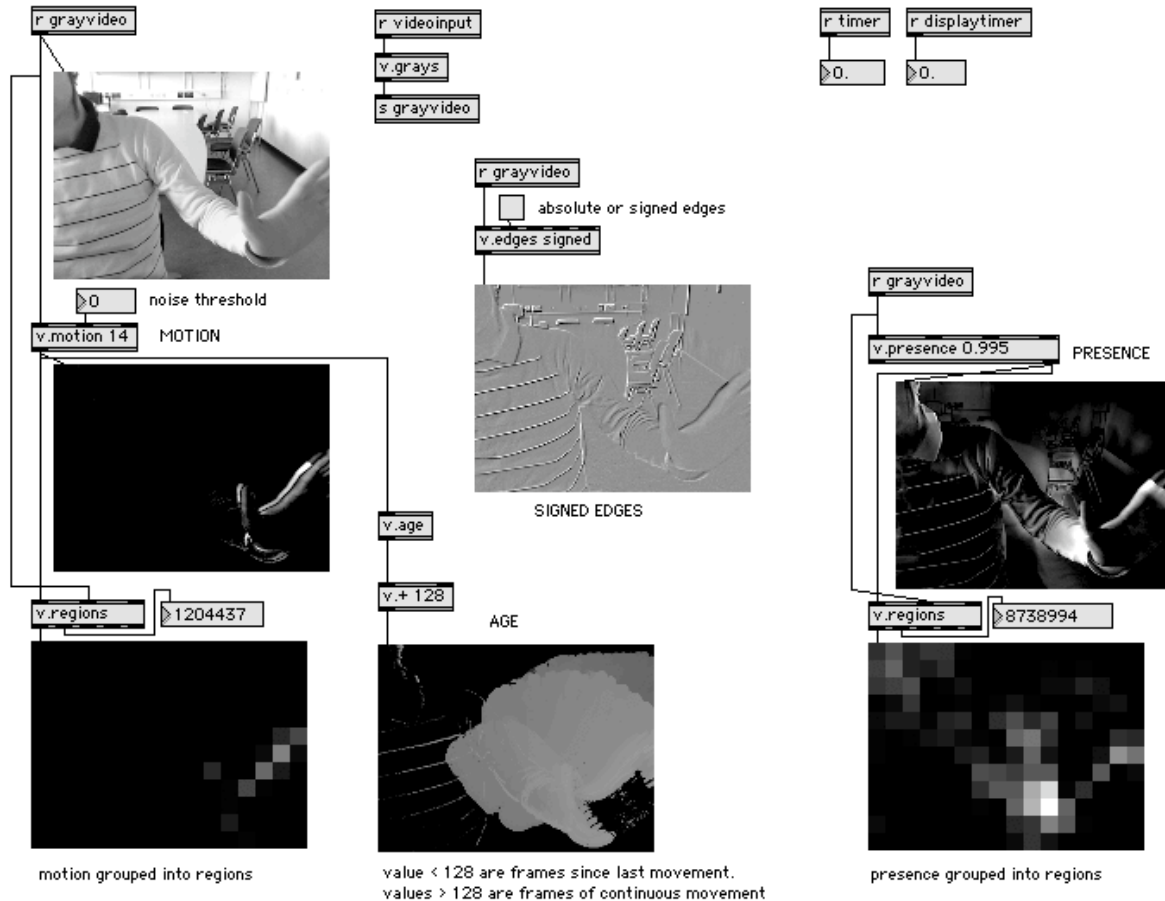 r grayvideo
r videoinput
v.grays
s grayvideo
r timer
r displaytimer
0.
0.
r grayvideo
absolute or signed edges
v.edges signed
0
noise threshold
v.motion 14
MOTION
r grayvideo
v.presence 0.995
PRESENCE
SIGNED EDGES
v.age
v.+ 128
AGE
v.regions
1204437
v.regions
8738994
motion grouped into regions
value < 128 are frames since last movement.
values > 128 are frames of continuous movement
presence grouped into regions